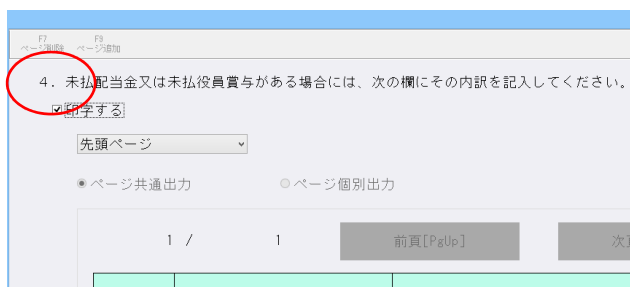 F7 F8
ページ削除 ページ追加
4．未払配当金又は未払役員賞与がある場合には、次の欄にその内訳を記入してください。
印字する
先頭ページ
ページ共通出力 ページ個別出力
1 / 1 前頁[PgUp] 次